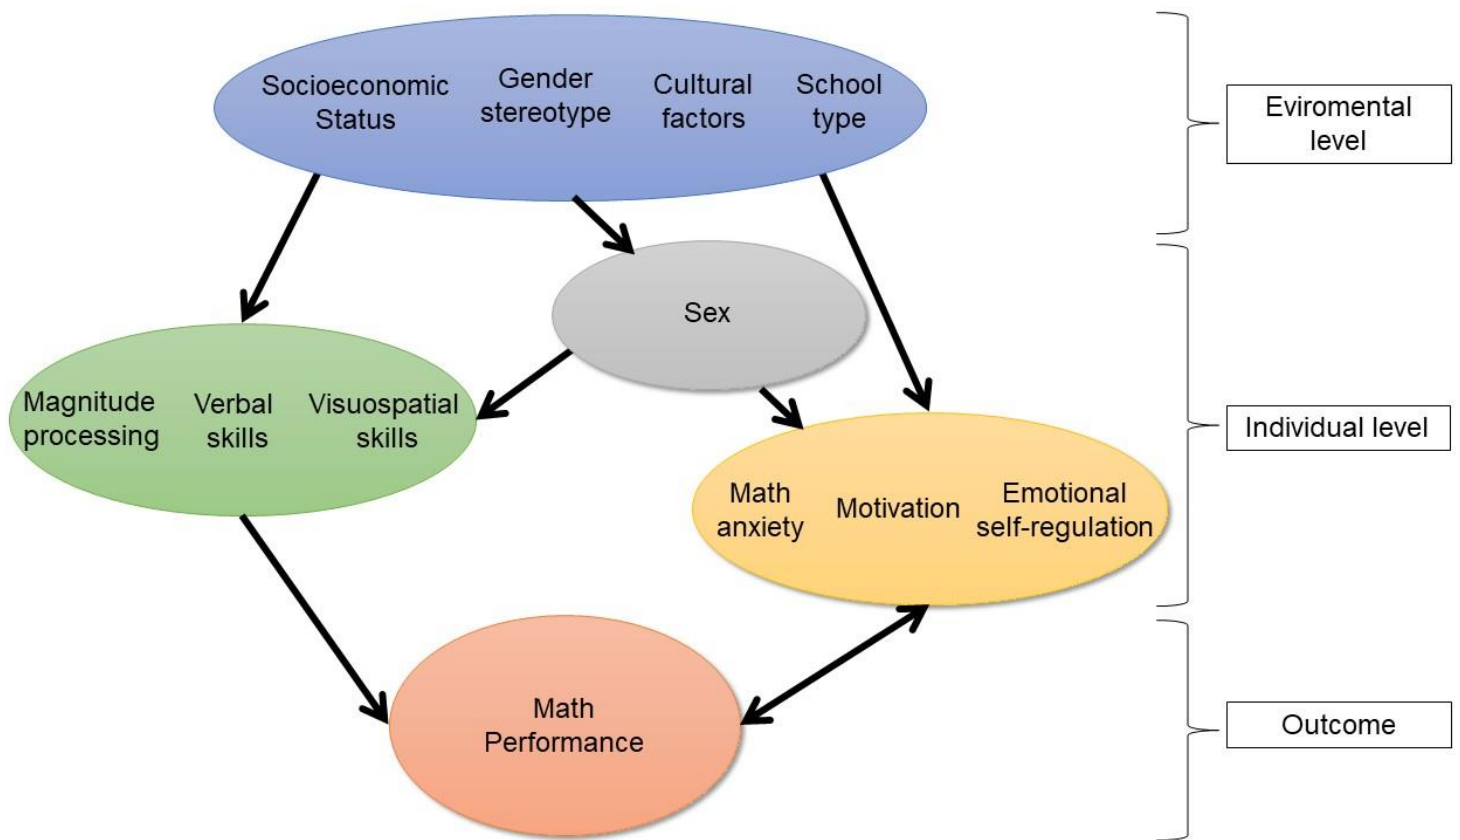 Socioeconomic
Status
Gender
stereotype
Cultural
factors
School
type
Eviromental
level
Sex
Magnitude
processing
Verbal
skills
Visuospatial
skills
Individual level
Math
anxiety
Motivation
Emotional
self-regulation
Math
Performance
Outcome